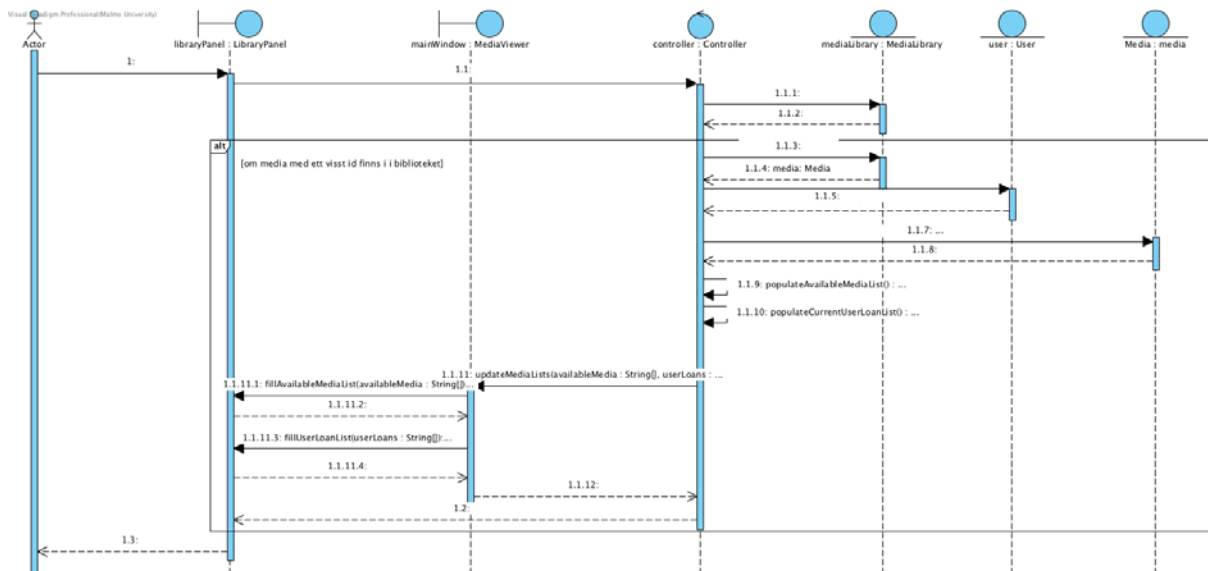 Visual Paradigm Professional(Malmo University)
Actor
libraryPanel : LibraryPanel
mainWindow : MediaViewer
controller : Controller
mediaLibrary : MediaLibrary
user : User
Media : media
1:
1.1:
1.1.1:
1.1.2:
alt
[om media med ett visst id finns i i biblioteket]
1.1.3:
1.1.4: media: Media
1.1.5:
1.1.7: ...
1.1.8:
1.1.9: populateAvailableMediaList() : ...
1.1.10: populateCurrentUserLoanList() : ...
1.1.11: updateMediaLists(availableMedia : String[], userLoans : ...
1.1.11.1: fillAvailableMediaList(availableMedia : String[])...
1.1.11.2:
1.1.11.3: fillUserLoanList(userLoans : String[]):...
1.1.11.4:
1.1.12:
1.2:
1.3: